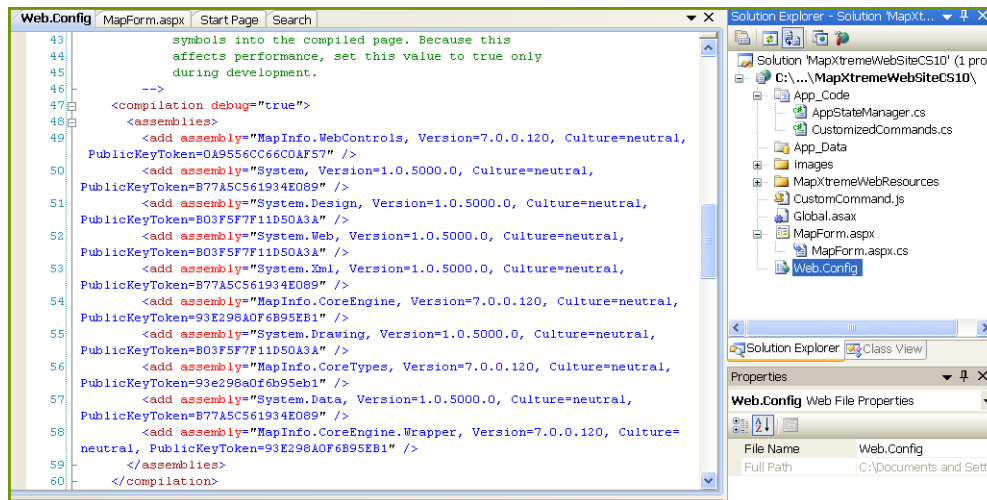 Web.Config MapForm.aspx Start Page Search
43 symbols into the compiled page. Because this
44 affects performance, set this value to true only
45 during development.
46 -->
47 <compilation debug="true">
48 <assemblies>
49 <add assembly="MapInfo.WebControls, Version=7.0.0.120, Culture=neutral,
PublicKeyToken=0A9556CC66C0AF57" />
50 <add assembly="System, Version=1.0.5000.0, Culture=neutral,
PublicKeyToken=B77A5C561934E089" />
51 <add assembly="System.Design, Version=1.0.5000.0, Culture=neutral,
PublicKeyToken=B03F5F7F11D50A3A" />
52 <add assembly="System.Web, Version=1.0.5000.0, Culture=neutral,
PublicKeyToken=B03F5F7F11D50A3A" />
53 <add assembly="System.Xml, Version=1.0.5000.0, Culture=neutral,
PublicKeyToken=B77A5C561934E089" />
54 <add assembly="MapInfo.CoreEngine, Version=7.0.0.120, Culture=neutral,
PublicKeyToken=93E298A0F6B95EB1" />
55 <add assembly="System.Drawing, Version=1.0.5000.0, Culture=neutral,
PublicKeyToken=B03F5F7F11D50A3A" />
56 <add assembly="MapInfo.CoreTypes, Version=7.0.0.120, Culture=neutral,
PublicKeyToken=93e298a0f6b95eb1" />
57 <add assembly="System.Data, Version=1.0.5000.0, Culture=neutral,
PublicKeyToken=B77A5C561934E089" />
58 <add assembly="MapInfo.CoreEngine.Wrapper, Version=7.0.0.120, Culture=
neutral, PublicKeyToken=93E298A0F6B95EB1" />
59 </assemblies>
60 </compilation>
Solution Explorer - Solution 'MapXt...
Solution 'MapXtremeWebSiteCS10' (1 pro
C:\...\MapXtremeWebSiteCS10\
App_Code
AppStateManager.cs
CustomizedCommands.cs
App_Data
images
MapXtremeWebResources
CustomCommand.js
Global.asax
MapForm.aspx
MapForm.aspx.cs
Web.Config
Solution Explorer Class View
Properties
Web.Config Web File Properties
File Name Web.Config
Full Path C:\Documents and Sett